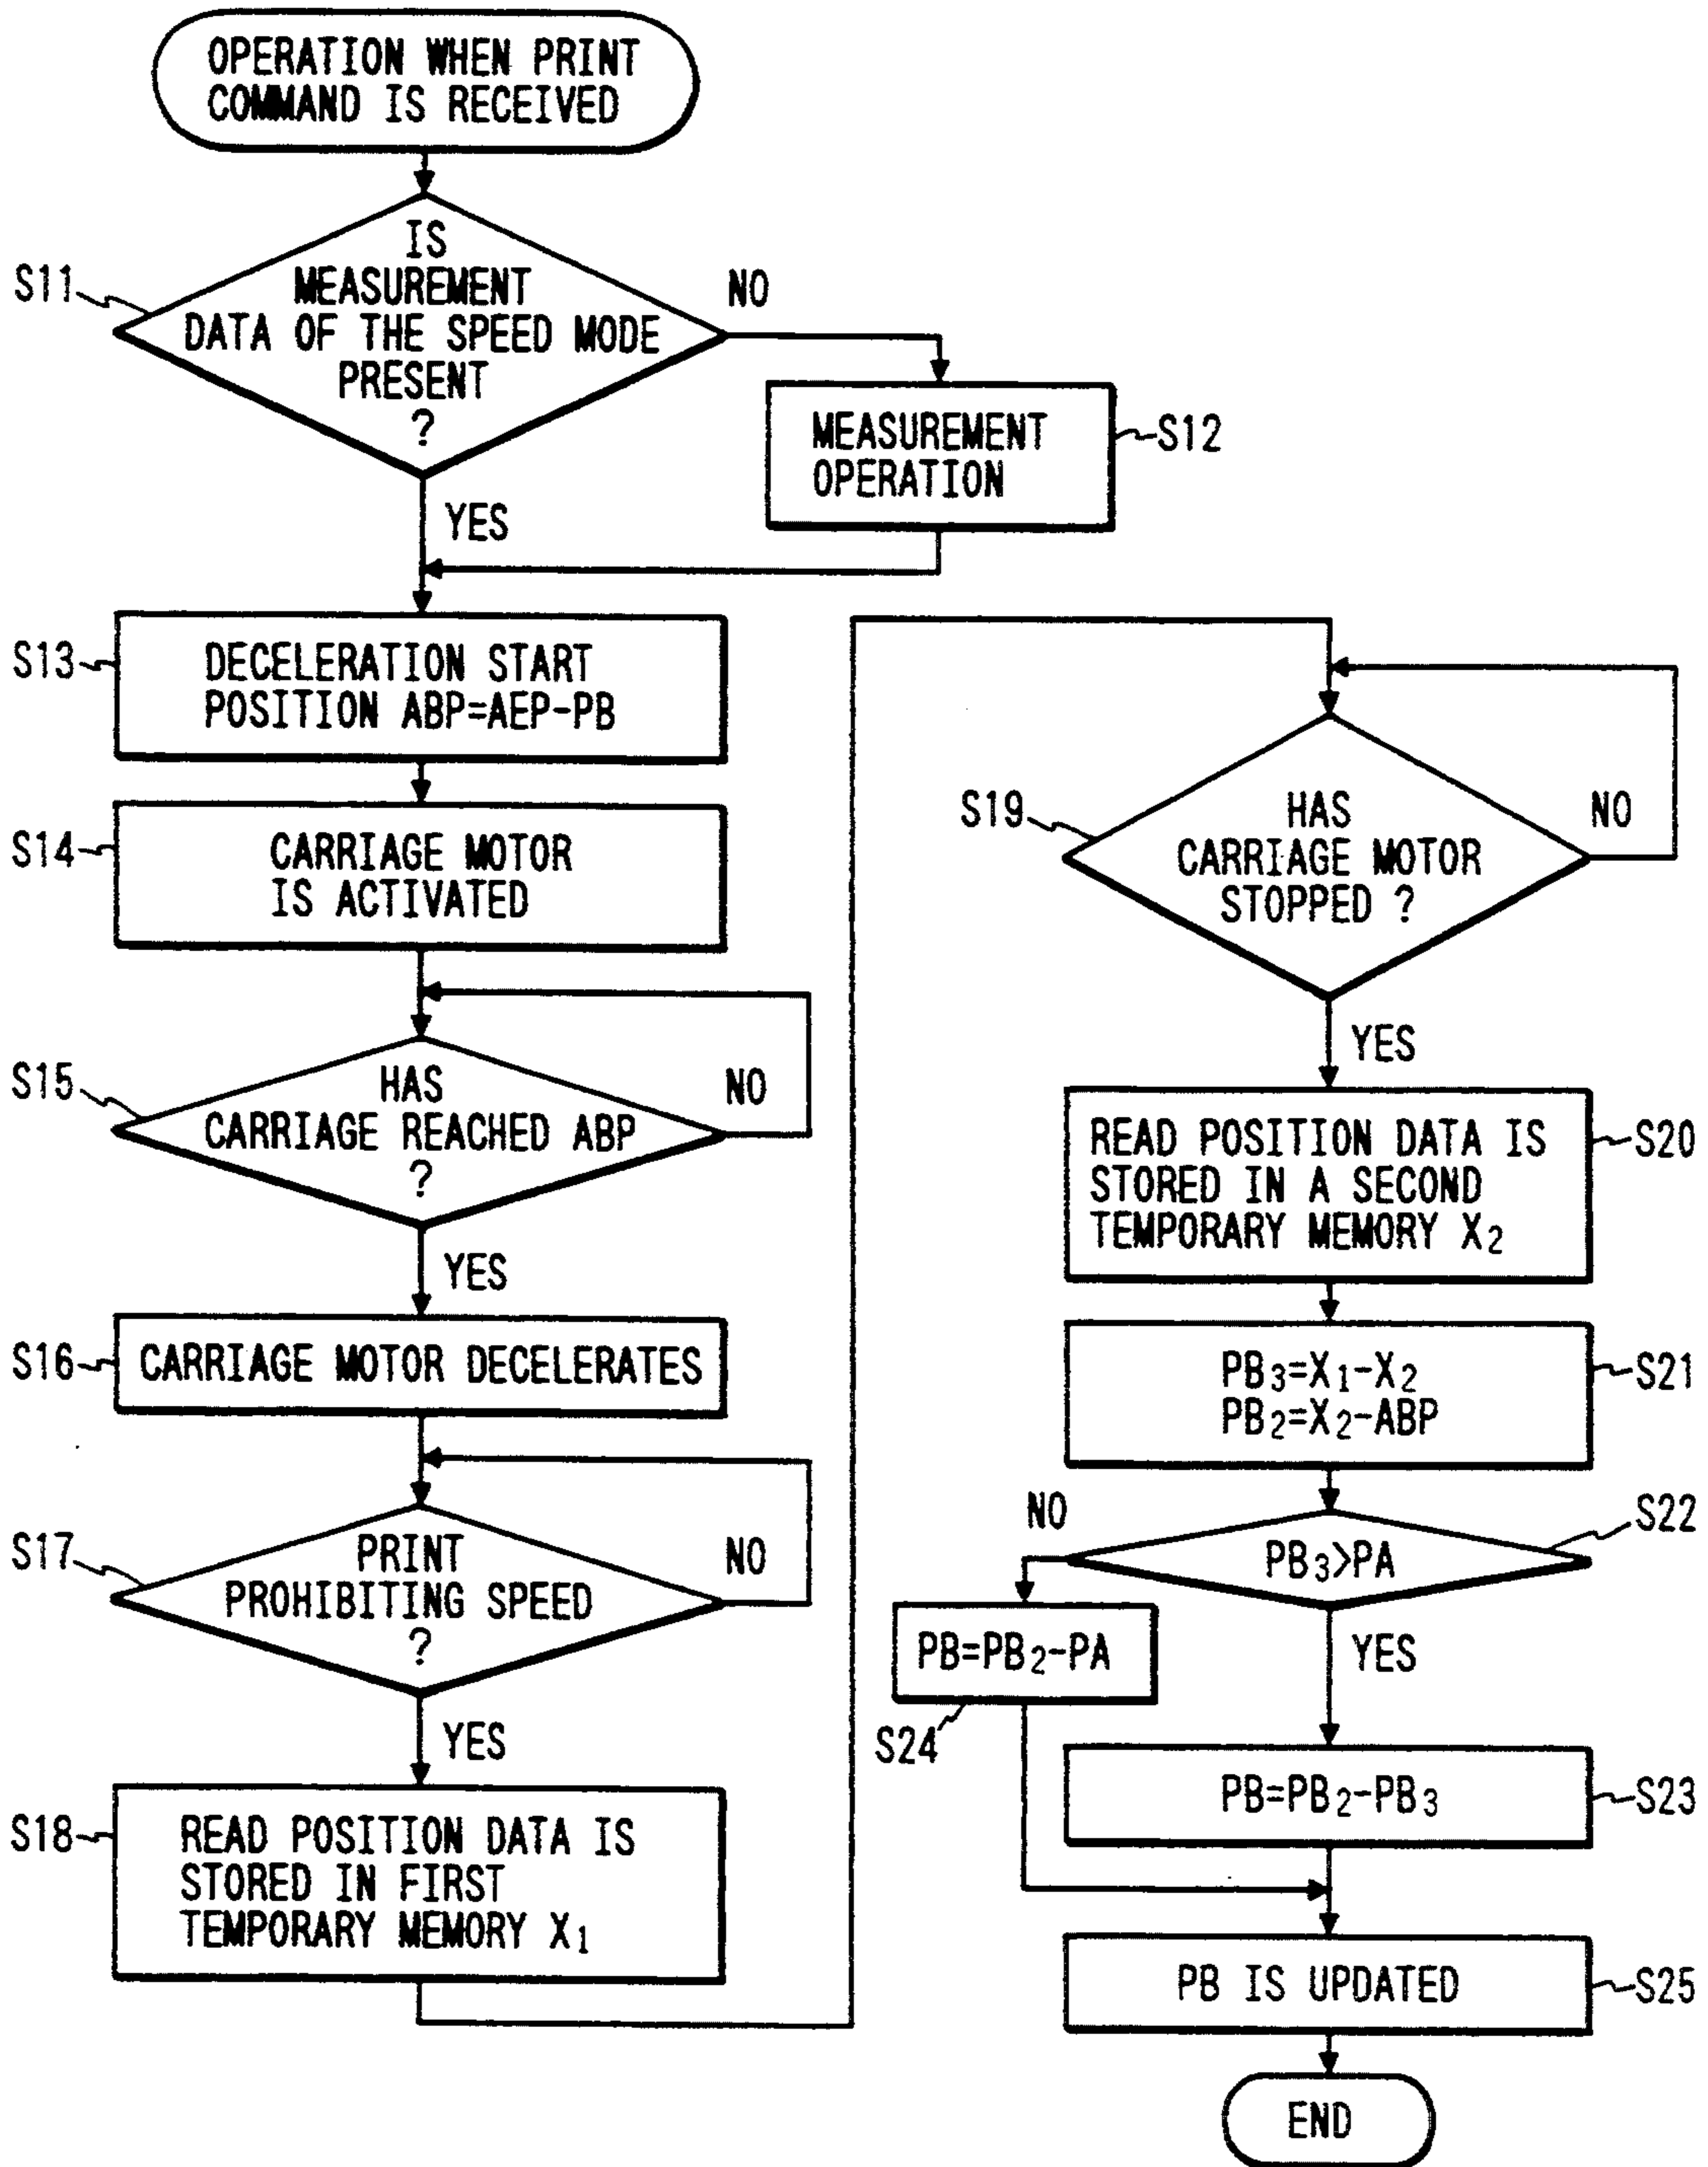 OPERATION WHEN PRINT
COMMAND IS RECEIVED
S11
IS
MEASUREMENT
DATA OF THE SPEED MODE
PRESENT
?
NO
YES
MEASUREMENT
OPERATION
S12
S13
DECELERATION START
POSITION ABP=AEP-PB
S14
CARRIAGE MOTOR
IS ACTIVATED
S15
HAS
CARRIAGE REACHED ABP
?
NO
YES
S16
CARRIAGE MOTOR DECELERATES
S17
PRINT
PROHIBITING SPEED
?
NO
YES
S18
READ POSITION DATA IS
STORED IN FIRST
TEMPORARY MEMORY X1
S19
HAS
CARRIAGE MOTOR
STOPPED ?
NO
YES
READ POSITION DATA IS
STORED IN A SECOND
TEMPORARY MEMORY X2
S20
PB3=X1-X2
PB2=X2-ABP
S21
NO
PB3>PA
S22
YES
PB=PB2-PA
S24
PB=PB2-PB3
S23
PB IS UPDATED
S25
END